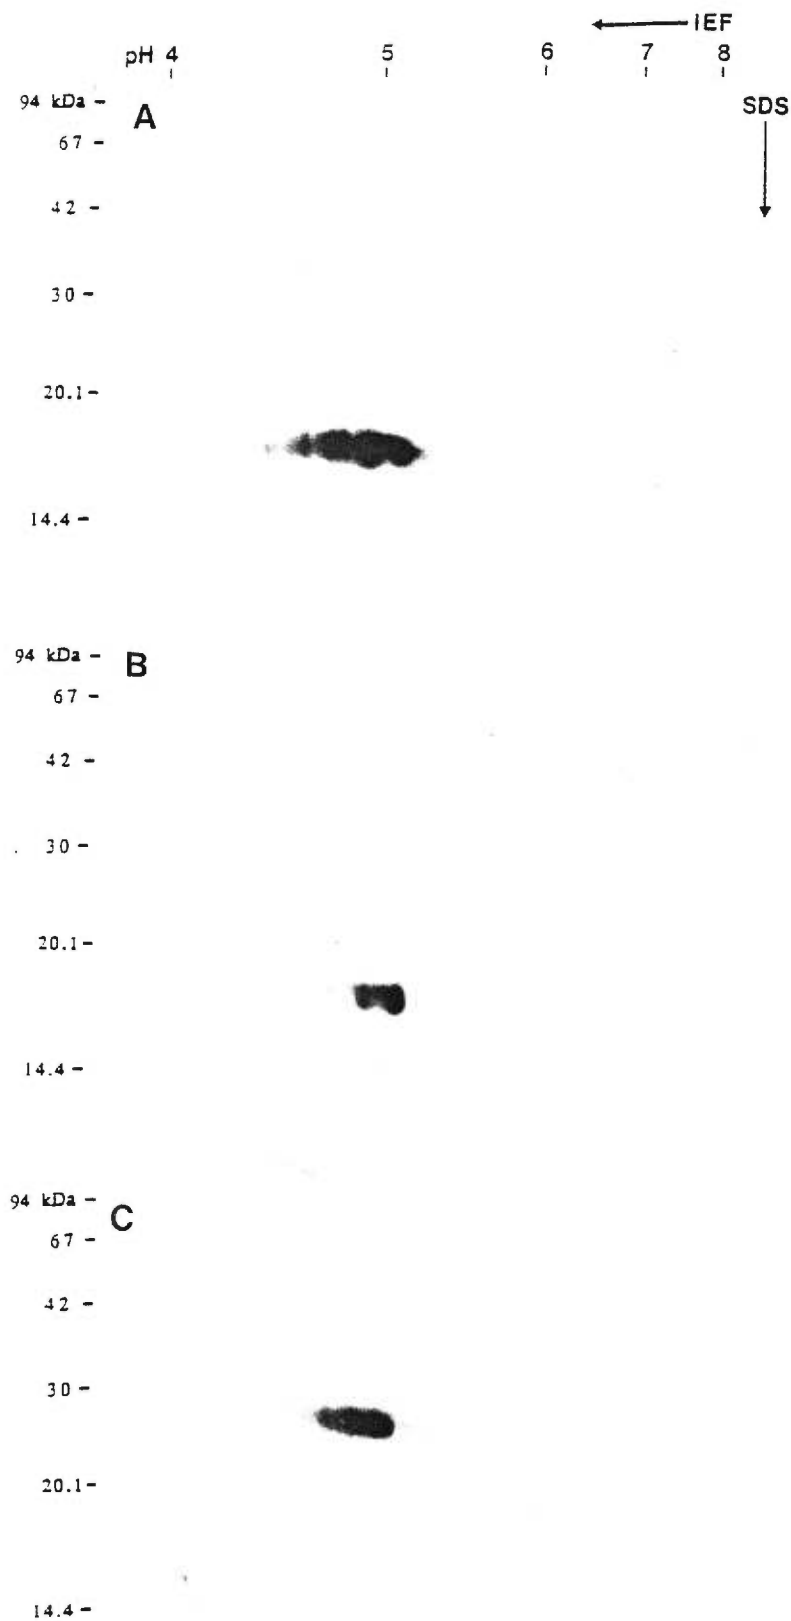 IEF
pH 4 5 6 7 8
94 kDa –
A
SDS
67 –
42 –
30 –
20.1 –
14.4 –
94 kDa –
B
67 –
42 –
30 –
20.1 –
14.4 –
94 kDa –
C
67 –
42 –
30 –
20.1 –
14.4 –